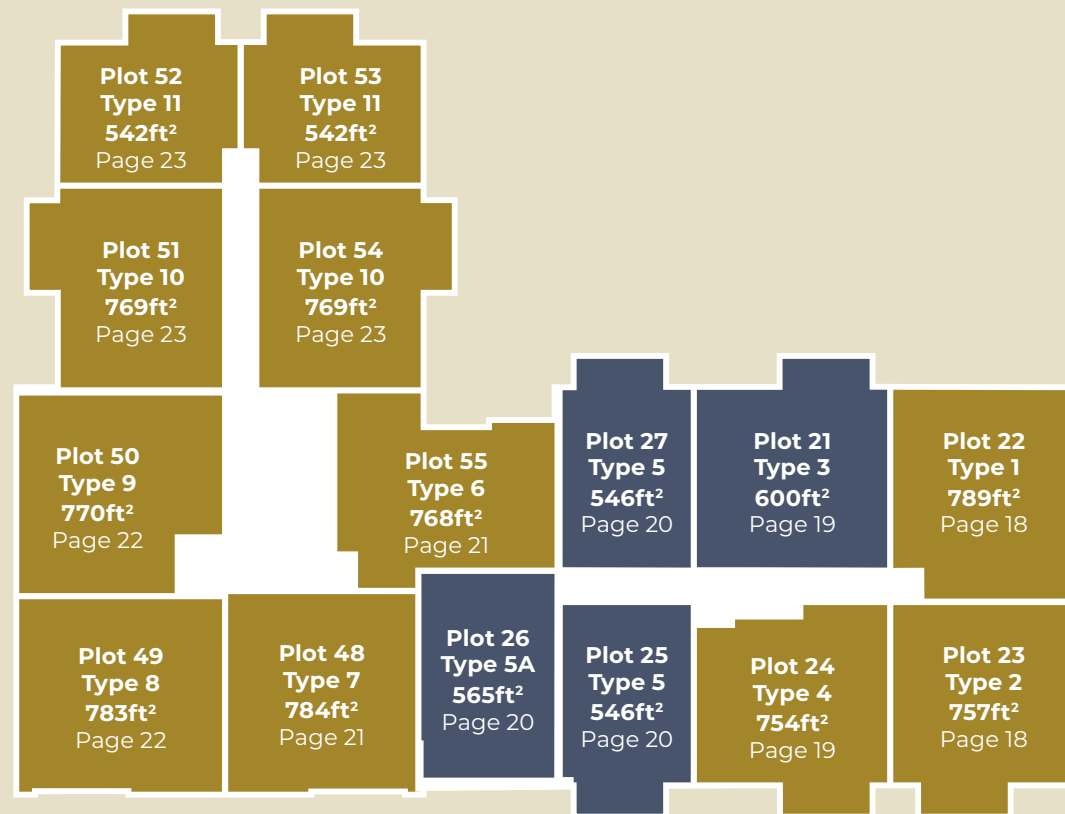 Plot 52
Type 11
542ft²
Page 23
Plot 53
Type 11
542ft²
Page 23
Plot 51
Type 10
769ft²
Page 23
Plot 54
Type 10
769ft²
Page 23
Plot 50
Type 9
770ft²
Page 22
Plot 55
Type 6
768ft²
Page 21
Plot 27
Type 5
546ft²
Page 20
Plot 21
Type 3
600ft²
Page 19
Plot 22
Type 1
789ft²
Page 18
Plot 49
Type 8
783ft²
Page 22
Plot 48
Type 7
784ft²
Page 21
Plot 26
Type 5A
565ft²
Page 20
Plot 25
Type 5
546ft²
Page 20
Plot 24
Type 4
754ft²
Page 19
Plot 23
Type 2
757ft²
Page 18